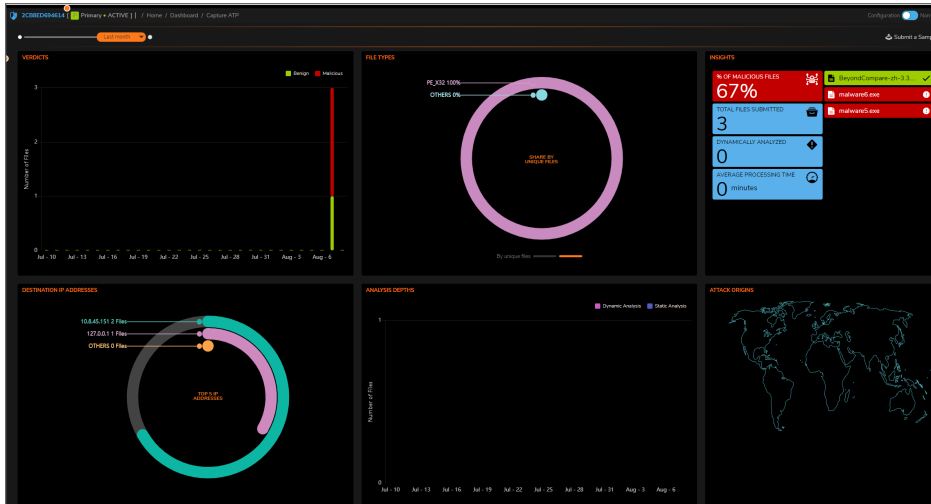 2CB8ED694E14 [ Primary • ACTIVE ] ] / Home / Dashboard / Capture ATP
Configuration Non
Last month
Submit a Samp
VERDICTS
Benign Malicious
3
2
1
0
Number of Files
Jul - 10 Jul - 13 Jul - 16 Jul - 19 Jul - 22 Jul - 25 Jul - 28 Jul - 31 Aug - 3 Aug - 6
FILE TYPES
PE_X32 100%
OTHERS 0%
SHARE BY
UNIQUE FILES
By unique files
INSIGHTS
% OF MALICIOUS FILES
67%
TOTAL FILES SUBMITTED
3
DYNAMICALLY ANALYZED
0
AVERAGE PROCESSING TIME
0 minutes
BeyondCompare-zh-3.3....
malware6.exe
malware5.exe
DESTINATION IP ADDRESSES
10.8.45.151 2 Files
127.0.0.1 1 Files
OTHERS 0 Files
TOP 5 IP
ADDRESSES
ANALYSIS DEPTHS
Dynamic Analysis Static Analysis
1
0
Number of Files
Jul - 10 Jul - 13 Jul - 16 Jul - 19 Jul - 22 Jul - 25 Jul - 28 Jul - 31 Aug - 3 Aug - 6
ATTACK ORIGINS